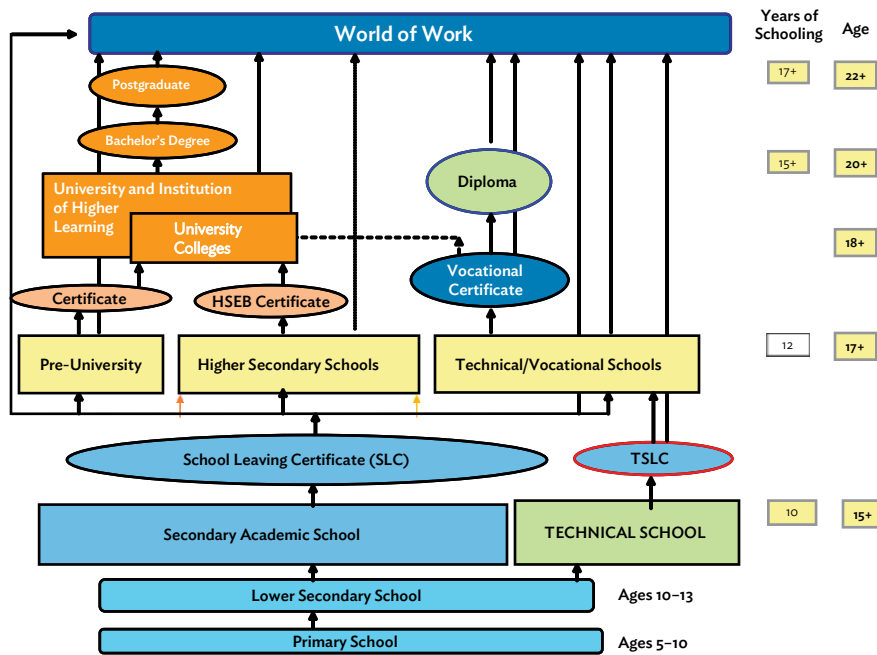 World of Work
Years of
Schooling
Age
Postgraduate
17+
22+
Bachelor's Degree
University and Institution
of Higher
Learning
Diploma
15+
20+
University
Colleges
18+
Certificate
HSEB Certificate
Vocational
Certificate
Pre-University
Higher Secondary Schools
Technical/Vocational Schools
12
17+
School Leaving Certificate (SLC)
TSLC
Secondary Academic School
TECHNICAL SCHOOL
10
15+
Lower Secondary School
Ages 10–13
Primary School
Ages 5–10